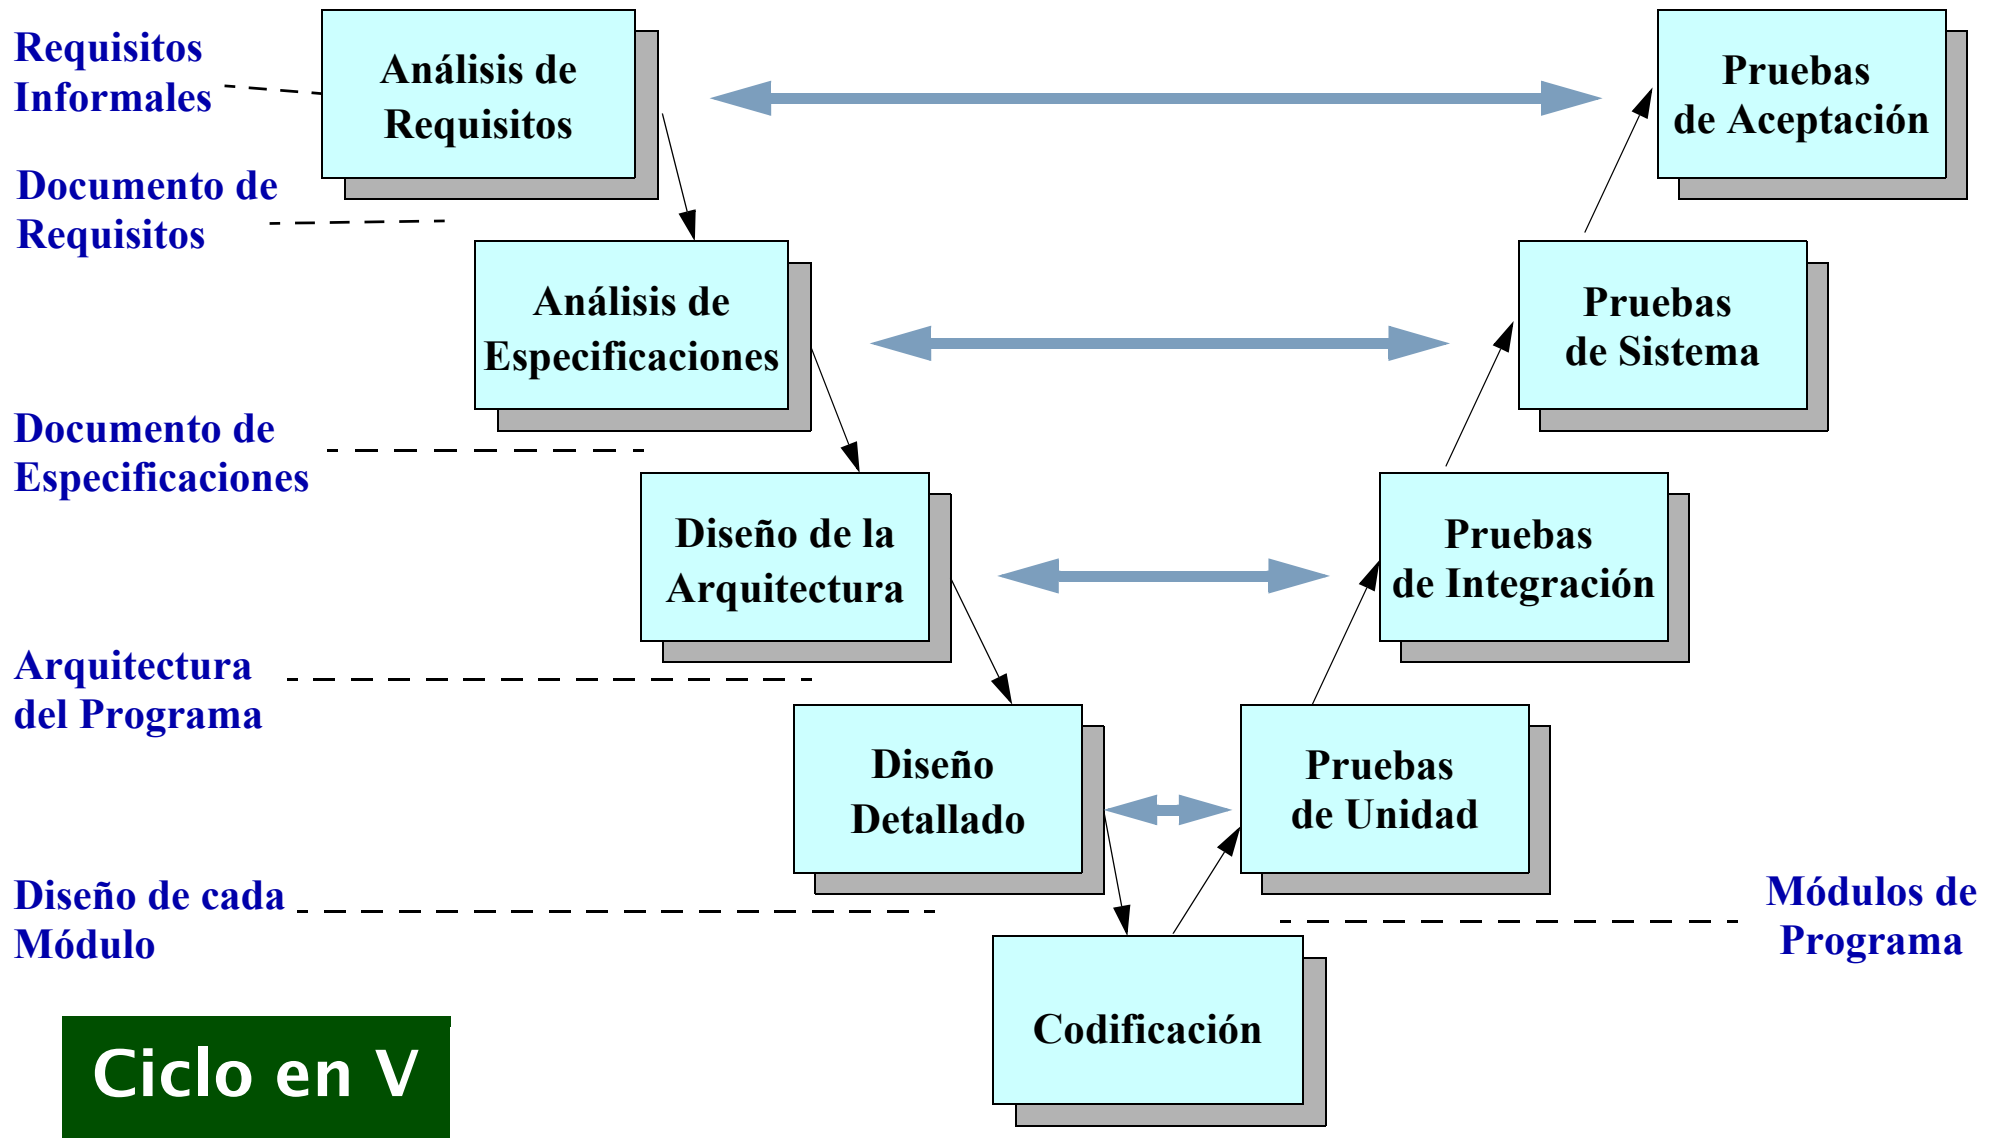 Requisitos
Informales
Análisis de
Requisitos
Pruebas
de Aceptación
Documento de
Requisitos
Análisis de
Especificaciones
Pruebas
de Sistema
Documento de
Especificaciones
Diseño de la
Arquitectura
Pruebas
de Integración
Arquitectura
del Programa
Diseño
Detallado
Pruebas
de Unidad
Diseño de cada
Módulo
Módulos de
Programa
Codificación
Ciclo en V